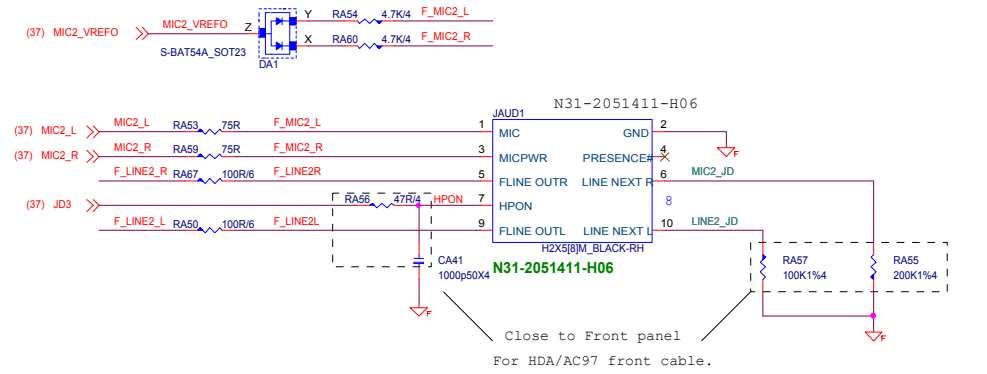 Y RA54 4.7K/4 F_MIC2_L
(37) MIC2_VREFO MIC2_VREFO Z
X RA60 4.7K/4 F_MIC2_R
S-BAT54A_SOT23
DA1
N31-2051411-H06
JAUD1
(37) MIC2_L MIC2_L RA53 75R F_MIC2_L 1 MIC GND 2
F
(37) MIC2_R MIC2_R RA59 75R F_MIC2_R 3 MICPWR PRESENCE# 4
F_LINE2_R RA67 100R/6 F_LINE2R 5 FLINE OUTR LINE NEXT R 6 MIC2_JD
(37) JD3 RA56 47R/4 HPON 7 HPON 8
F_LINE2_L RA50 100R/6 F_LINE2L 9 FLINE OUTL LINE NEXT L 10 LINE2_JD
H2X5[8]M_BLACK-RH
N31-2051411-H06
CA41
1000p50X4
F
RA57
100K1%4
RA55
200K1%4
F
Close to Front panel
For HDA/AC97 front cable.